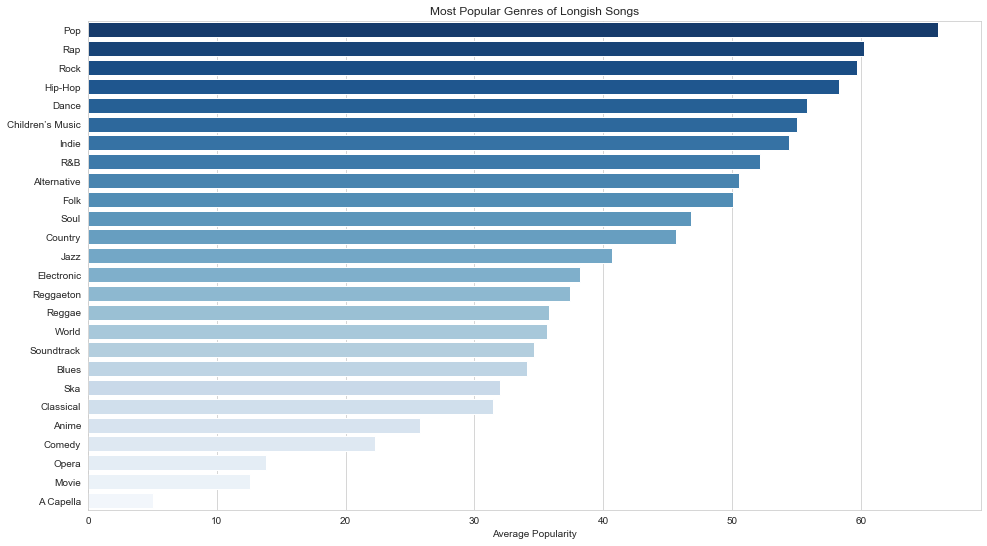 Most Popular Genres of Longish Songs
Pop
Rap
Rock
Hip-Hop
Dance
Children’s Music
Indie
R&B
Alternative
Folk
Soul
Country
Jazz
Electronic
Reggaeton
Reggae
World
Soundtrack
Blues
Ska
Classical
Anime
Comedy
Opera
Movie
A Capella
0 10 20 30 40 50 60
Average Popularity